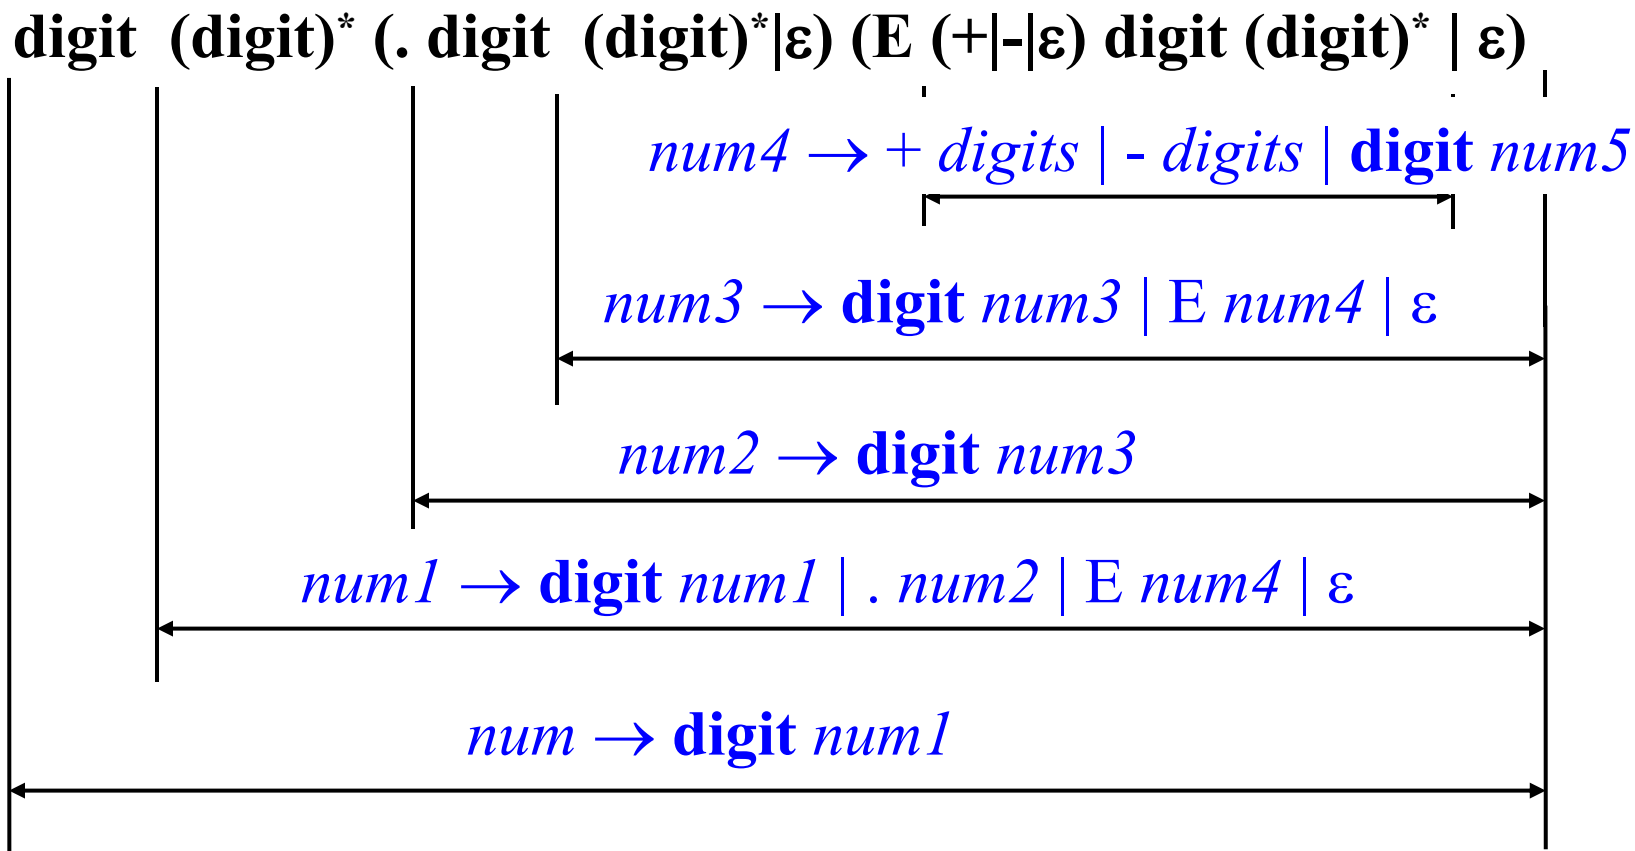 digit (digit)* (. digit (digit)*|ε) (E (+|-|ε) digit (digit)* | ε)
num4 → + digits | - digits | digit num5
num3 → digit num3 | E num4 | ε
num2 → digit num3
num1 → digit num1 | . num2 | E num4 | ε
num → digit num1